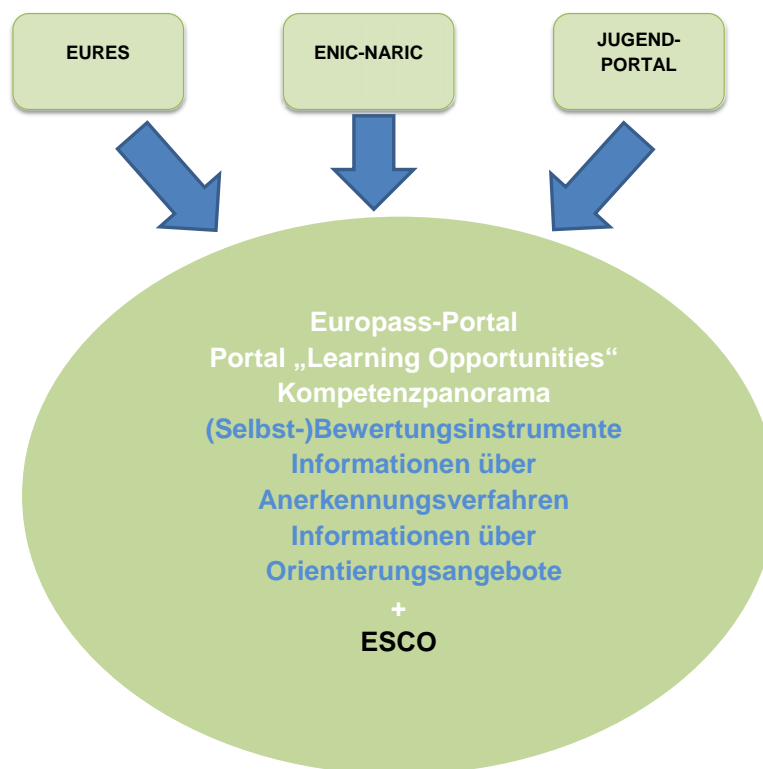 EURES
ENIC-NARIC
JUGEND-
PORTAL
Europass-Portal
Portal „Learning Opportunities“
Kompetenzpanorama
(Selbst-)Bewertungsinstrumente
Informationen über
Anerkennungsverfahren
Informationen über
Orientierungsangebote
+
ESCO